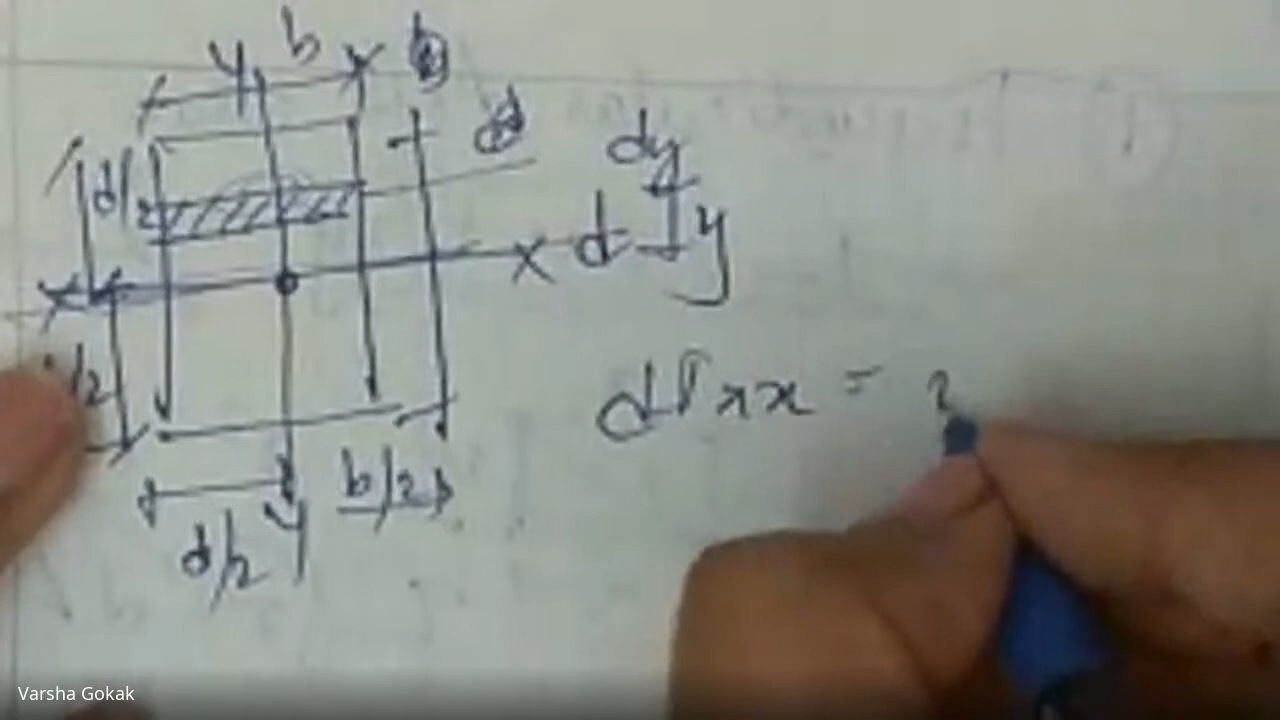 y b x b
d
dy
d/2
x x d y
/2
dIxx =
b/2
y
d/2
Varsha Gokak